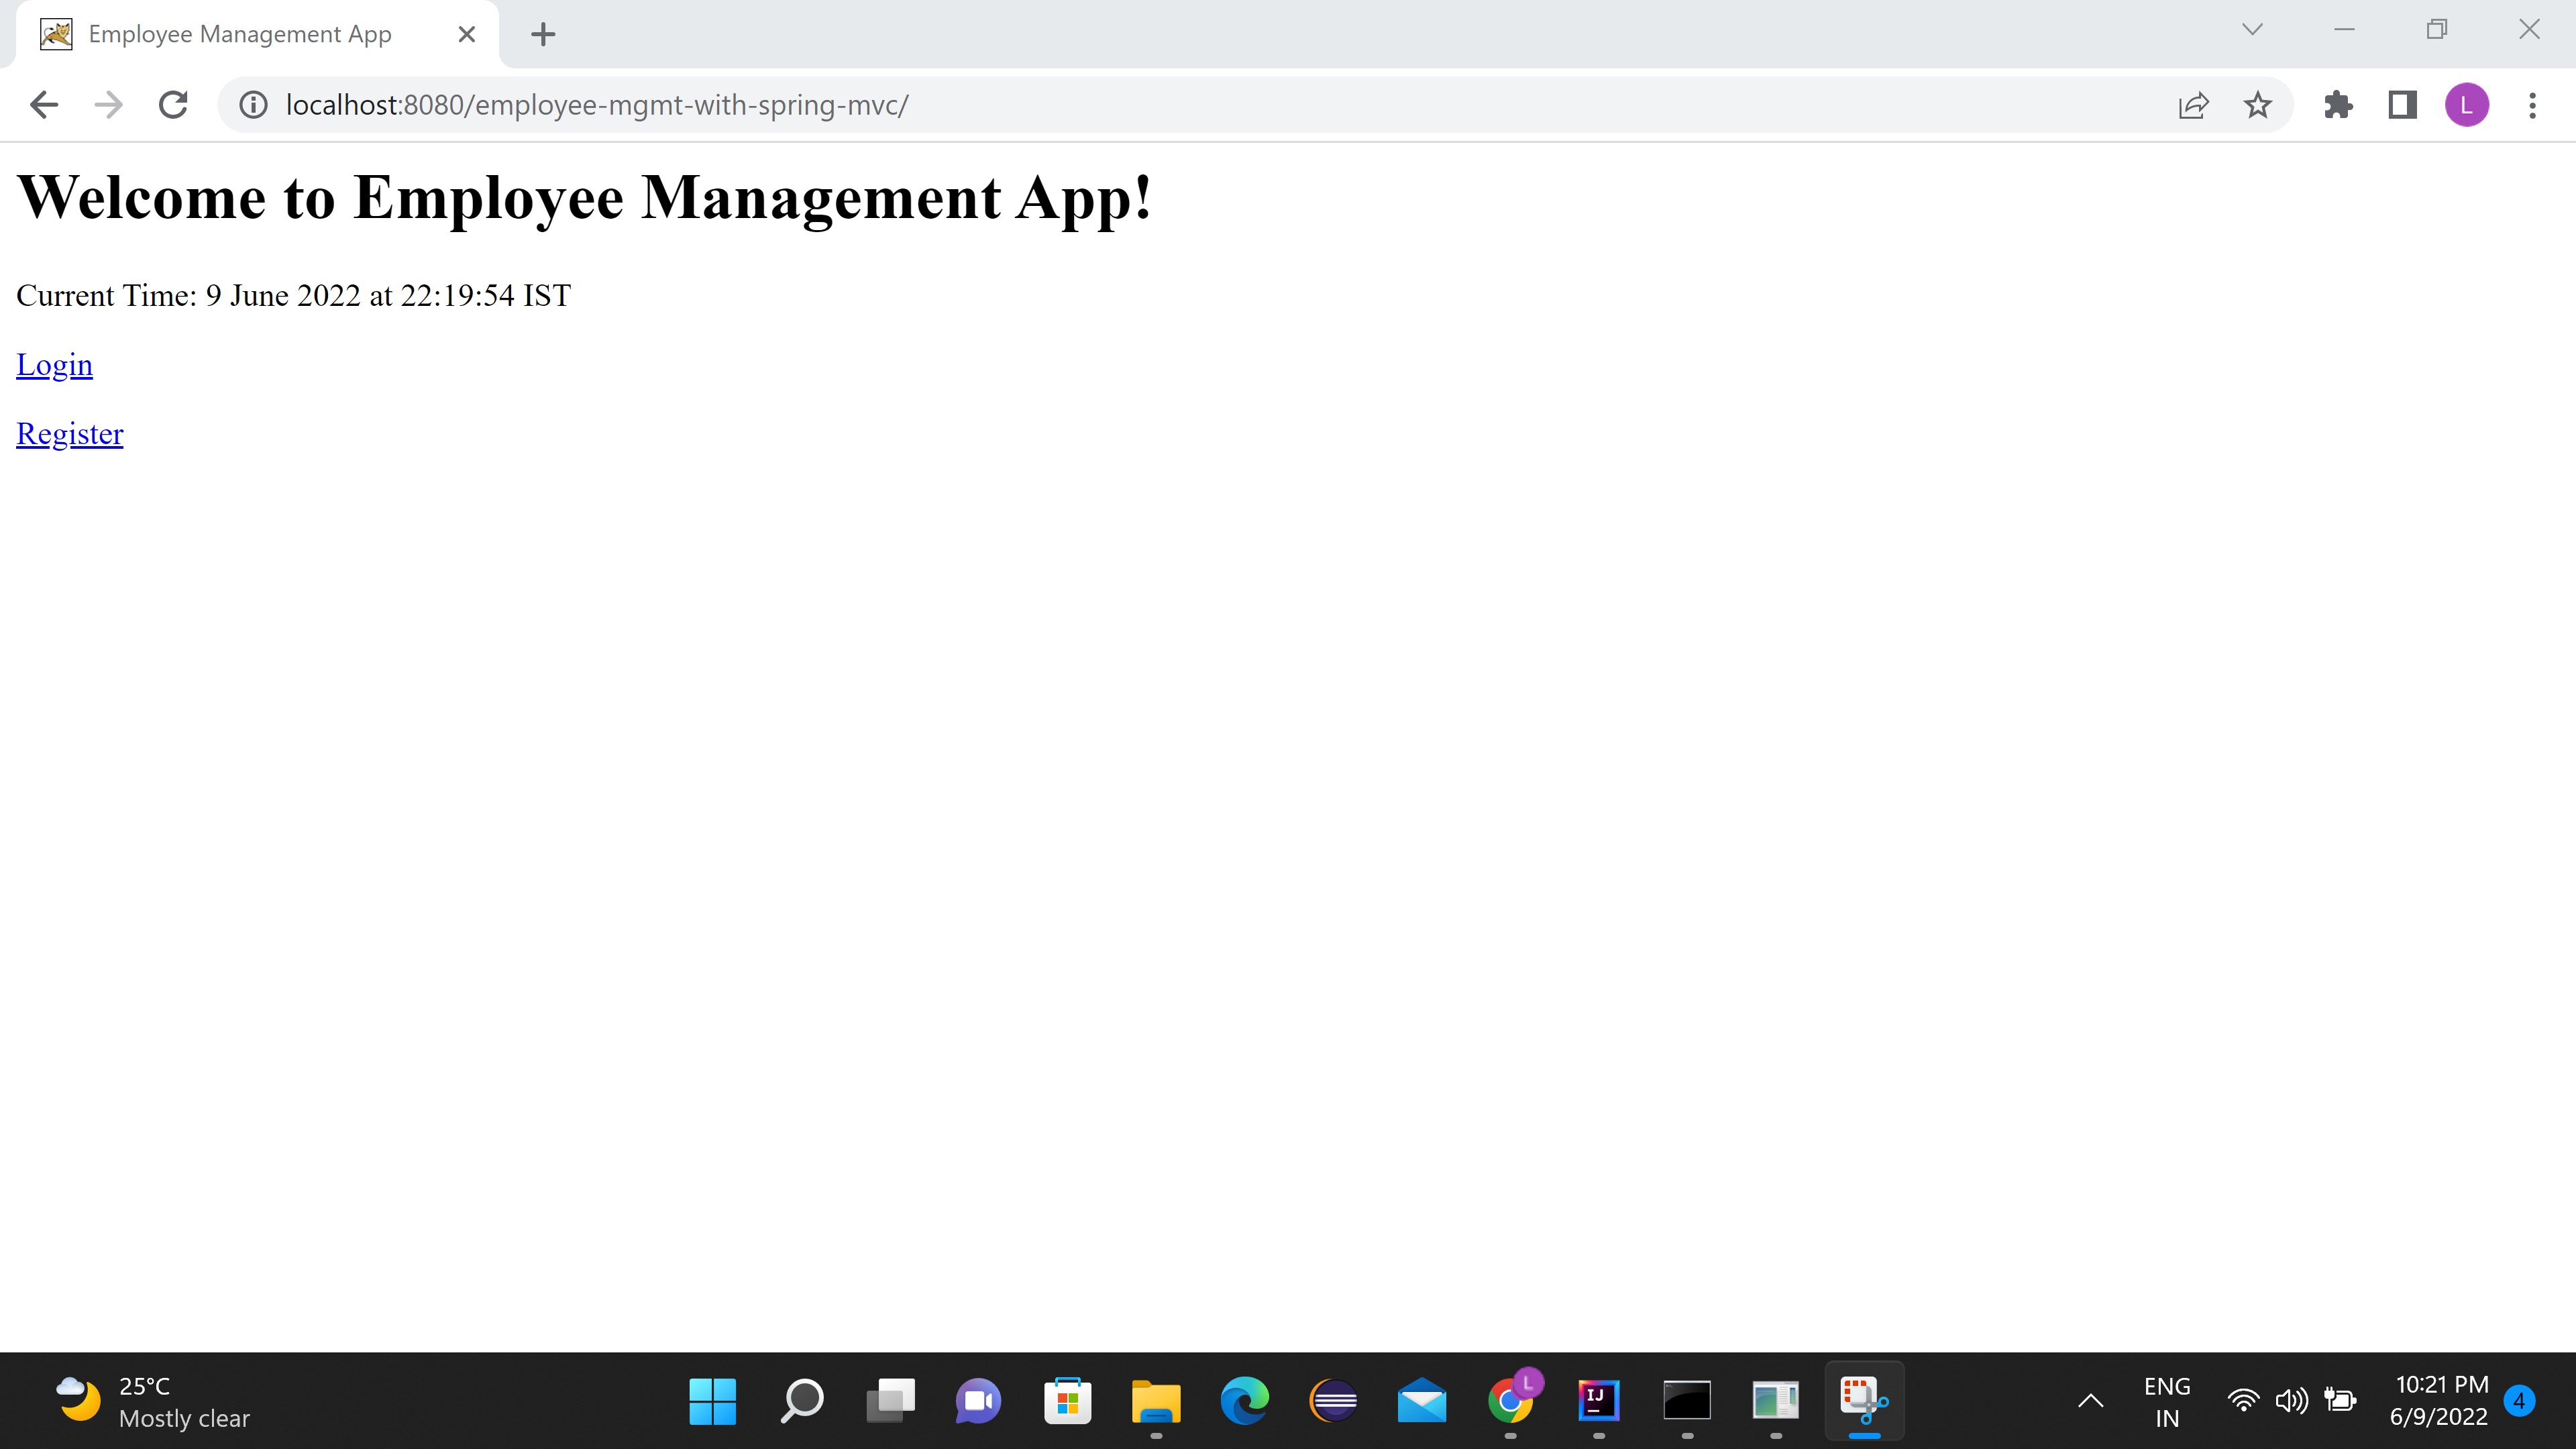 Employee Management App
localhost:8080/employee-mgmt-with-spring-mvc/
L
Welcome to Employee Management App!
Current Time: 9 June 2022 at 22:19:54 IST
Login
Register
25°C
Mostly clear
L
IJ
ENG
IN
10:21 PM
6/9/2022
4